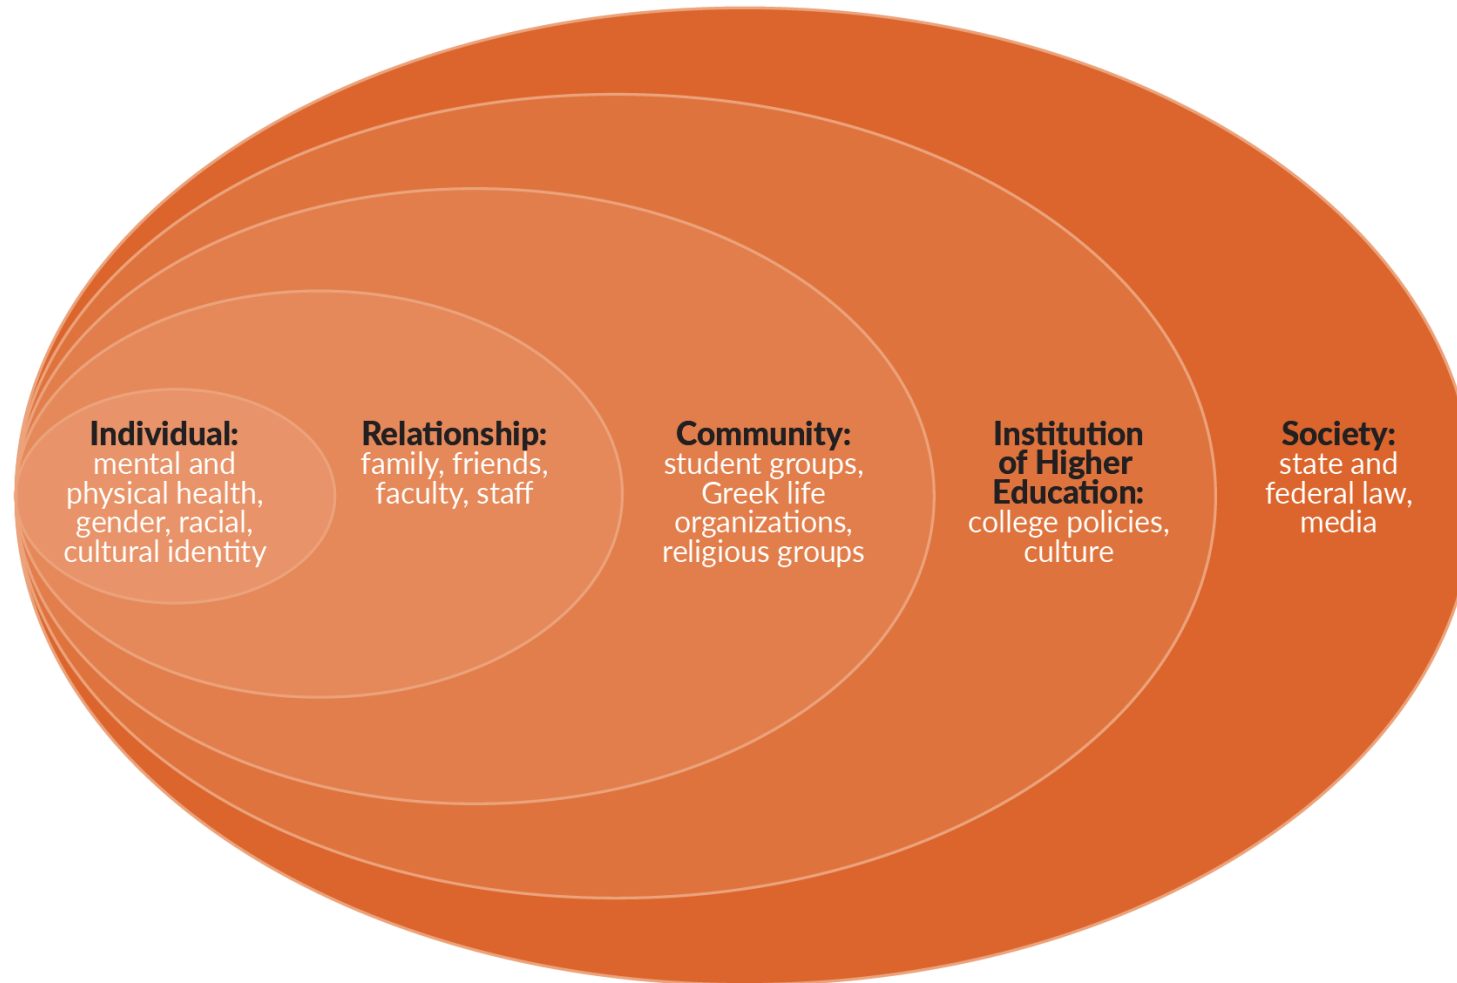 Individual:
mental and
physical health,
gender, racial,
cultural identity
Relationship:
family, friends,
faculty, staff
Community:
student groups,
Greek life
organizations,
religious groups
Institution
of Higher
Education:
college policies,
culture
Society:
state and
federal law,
media